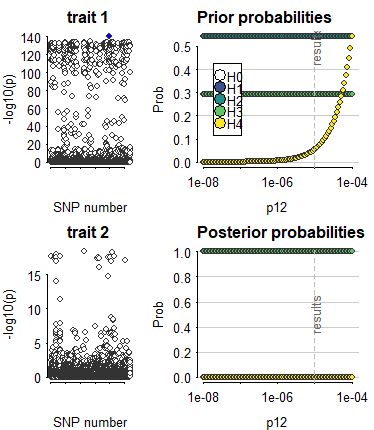 trait 1
-log10(p)
140
120
100
80
60
40
20
0
SNP number
Prior probabilities
Prob
0.5
0.4
0.3
0.2
0.1
0.0
H0
H1
H2
H3
H4
results
1e-08
1e-06
1e-04
p12
trait 2
-log10(p)
15
10
5
0
SNP number
Posterior probabilities
Prob
1.0
0.8
0.6
0.4
0.2
0.0
results
1e-08
1e-06
1e-04
p12